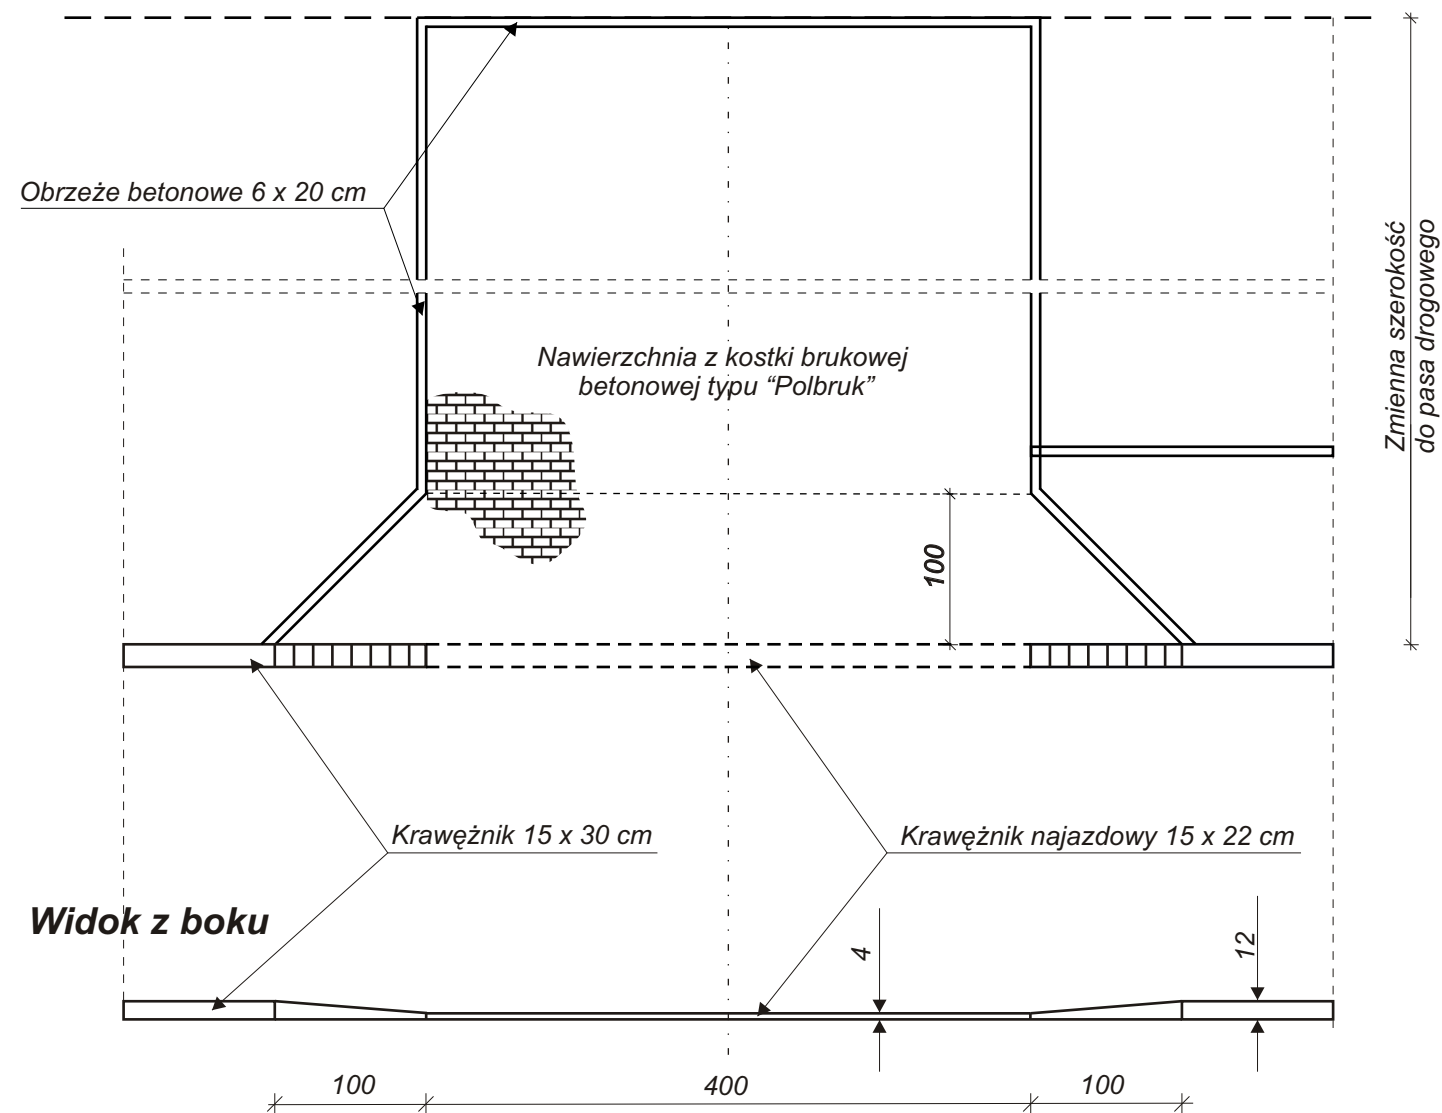 Obrzeże betonowe 6 x 20 cm
Zmienna szerokość
do pasa drogowego
Nawierzchnia z kostki brukowej
betonowej typu “Polbruk”
100
Krawężnik 15 x 30 cm
Krawężnik najazdowy 15 x 22 cm
Widok z boku
4
12
100
400
100